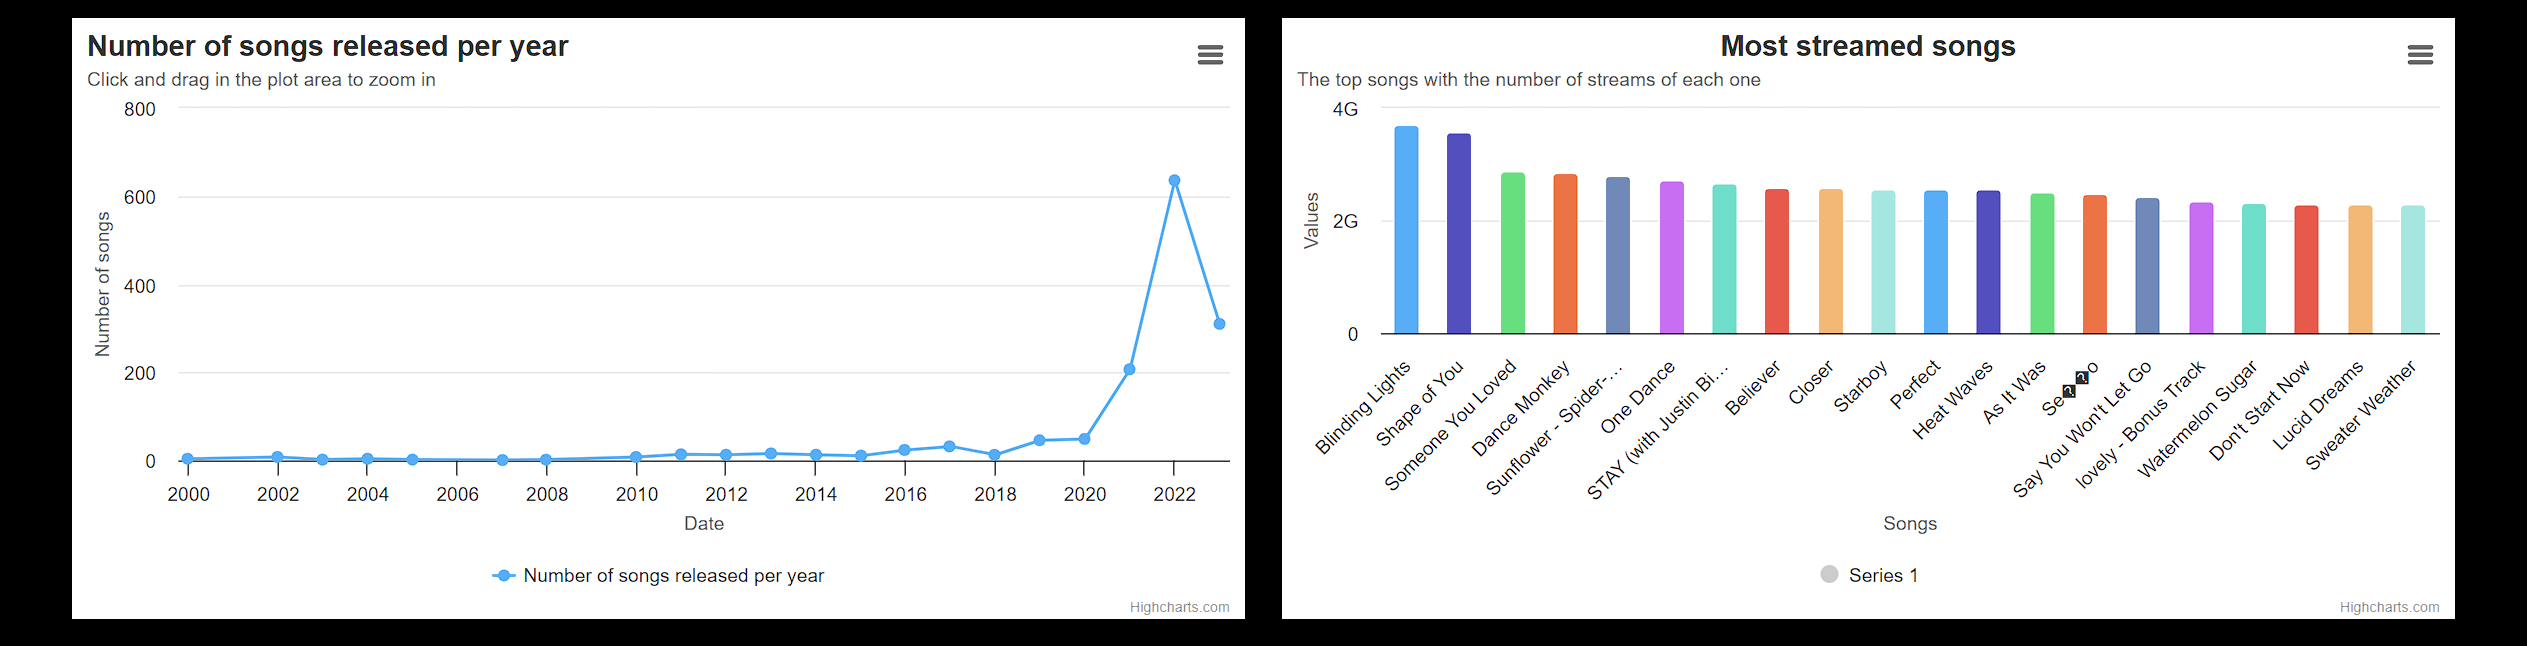 Number of songs released per year
Click and drag in the plot area to zoom in
800
600
400
200
0
Number of songs
2000 2002 2004 2006 2008 2010 2012 2014 2016 2018 2020 2022
Date
Number of songs released per year
Highcharts.com
Most streamed songs
The top songs with the number of streams of each one
4G
2G
0
Values
Blinding Lights
Shape of You
Someone You Loved
Dance Monkey
Sunflower - Spider-...
One Dance
STAY (with Justin Bi...
Believer
Closer
Starboy
Perfect
Heat Waves
As It Was
Se��o
Say You Won't Let Go
lovely - Bonus Track
Watermelon Sugar
Don't Start Now
Lucid Dreams
Sweater Weather
Songs
Series 1
Highcharts.com